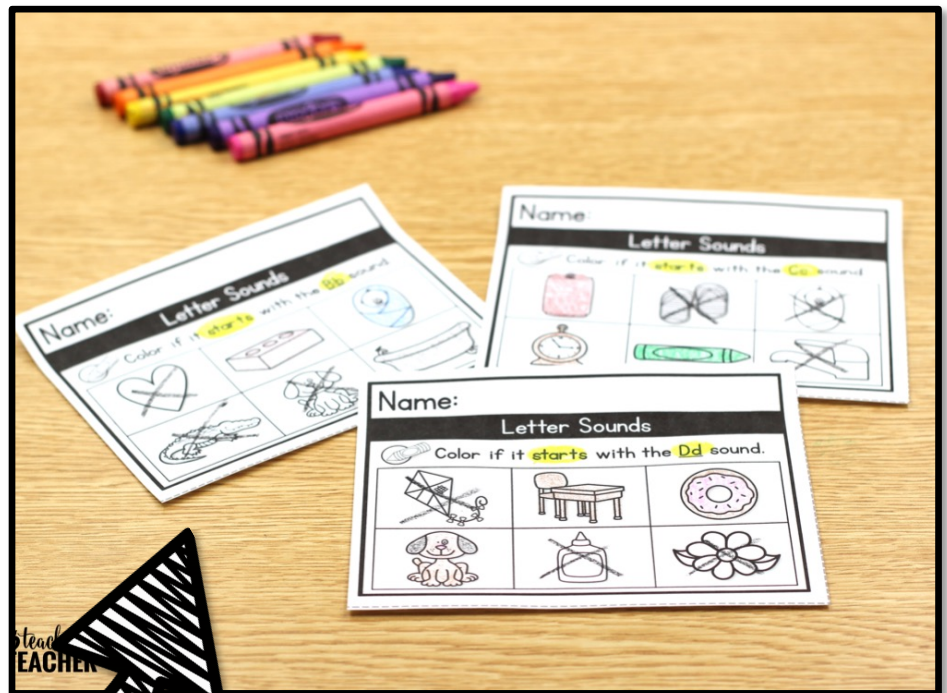 Name:
Letter Sounds
Color if it starts with the Bb sound
Name:
Letter Sounds
Color if it starts with the Cc sound
Name:
Letter Sounds
Color if it starts with the Dd sound.
TEACHER